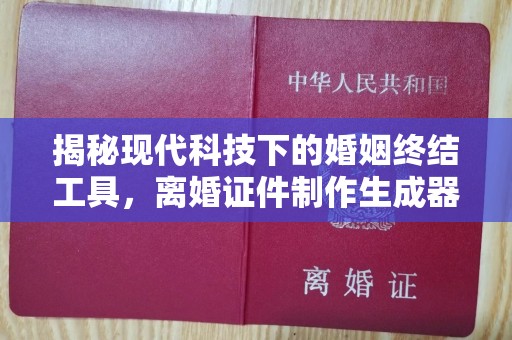 中华人民共和国
揭秘现代科技下的婚姻终结
工具，离婚证件制作生成器
离婚证